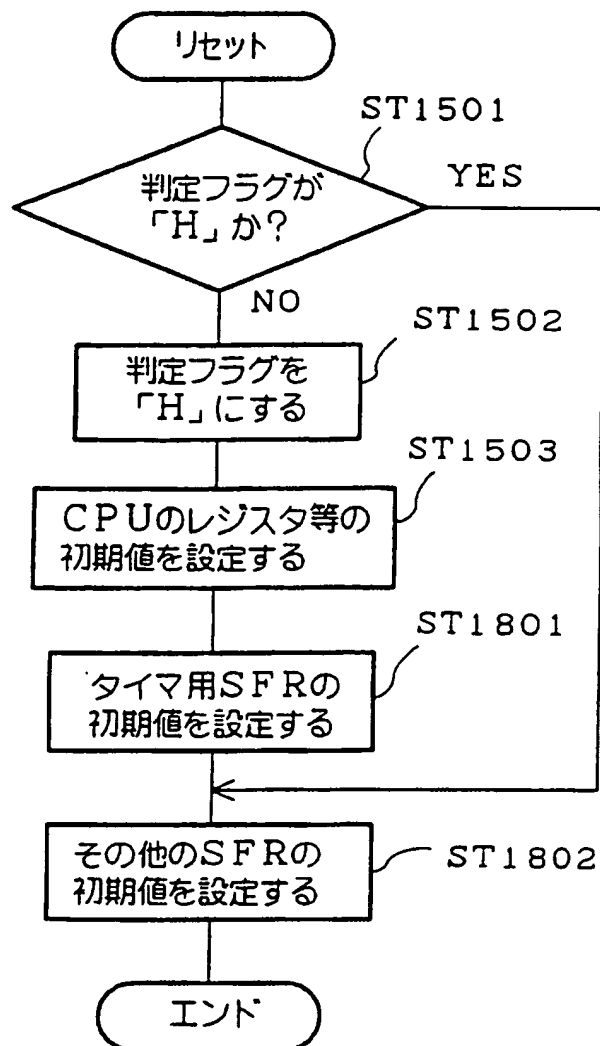 リセット
ST1501
判定フラグが
「H」か?
YES
NO
ST1502
判定フラグを
「H」にする
ST1503
CPUのレジスタ等の
初期値を設定する
ST1801
タイマ用SFRの
初期値を設定する
その他のSFRの
初期値を設定する
ST1802
エンド